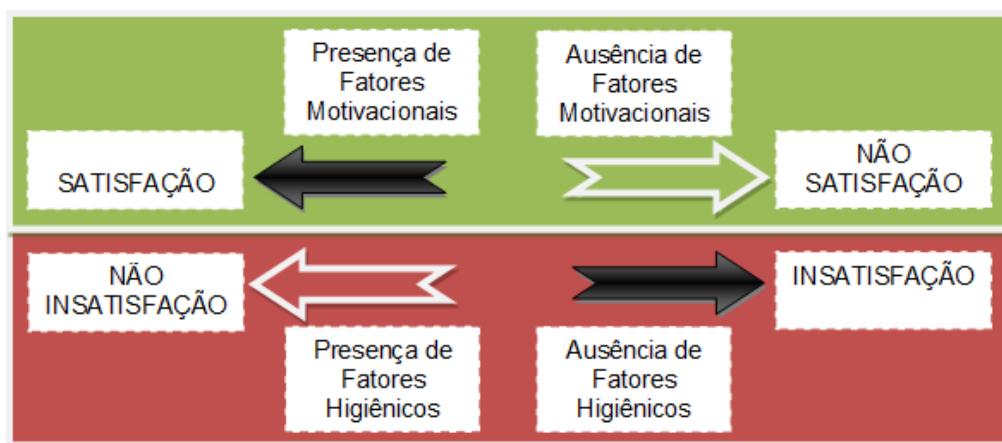 Presença de
Fatores
Motivacionais
Ausência de
Fatores
Motivacionais
SATISFAÇÃO
NÃO
SATISFAÇÃO
NÃO
INSATISFAÇÃO
INSATISFAÇÃO
Presença de
Fatores
Higiênicos
Ausência de
Fatores
Higiênicos